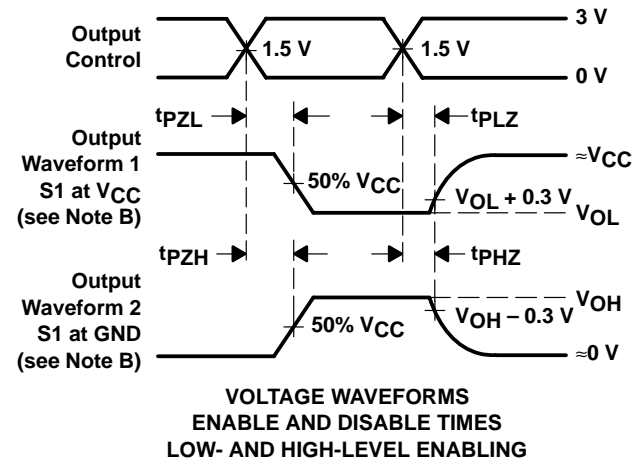 3 V
Output
Control
1.5 V
1.5 V
0 V
tPZL
tPLZ
Output
Waveform 1
S1 at VCC
(see Note B)
≈VCC
50% VCC
VOL + 0.3 V
VOL
tPZH
tPHZ
Output
Waveform 2
S1 at GND
(see Note B)
VOH
VOH − 0.3 V
50% VCC
≈0 V
VOLTAGE WAVEFORMS
ENABLE AND DISABLE TIMES
LOW- AND HIGH-LEVEL ENABLING